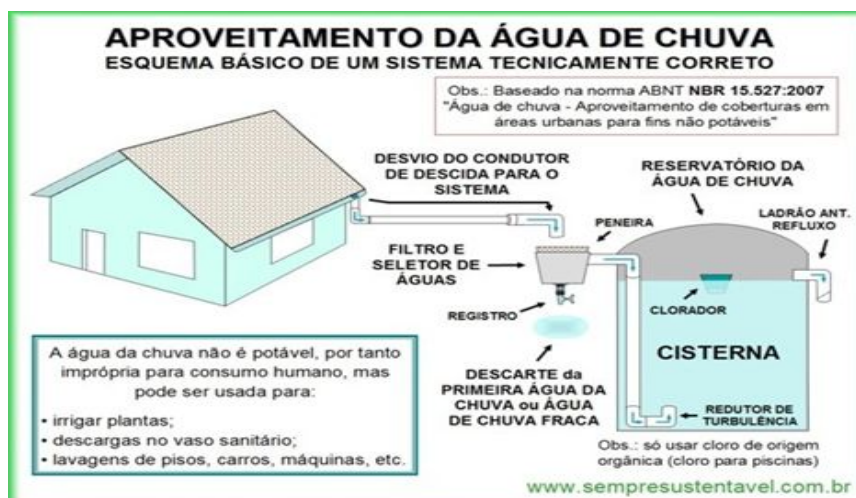 APROVEITAMENTO DA ÁGUA DE CHUVA
ESQUEMA BÁSICO DE UM SISTEMA TECNICAMENTE CORRETO
Obs.: Baseado na norma ABNT NBR 15.527:2007
"Água de chuva - Aproveitamento de coberturas em
áreas urbanas para fins não potáveis"
DESVIO DO CONDUTOR
DE DESCIDA PARA O
SISTEMA
RESERVATÓRIO DA
ÁGUA DE CHUVA
LADRÃO ANT.
REFLUXO
PENEIRA
FILTRO E
SELETOR DE
ÁGUAS
REGISTRO
CLORADOR
CISTERNA
DESCARTE da
PRIMEIRA ÁGUA DA
CHUVA ou ÁGUA
DE CHUVA FRACA
REDUTOR DE
TURBULÊNCIA
A água da chuva não é potável, por tanto
imprópria para consumo humano, mas
pode ser usada para:
• irrigar plantas;
• descargas no vaso sanitário;
• lavagens de pisos, carros, máquinas, etc.
Obs.: só usar cloro de origem
orgânica (cloro para piscinas)
www.sempresustentavel.com.br